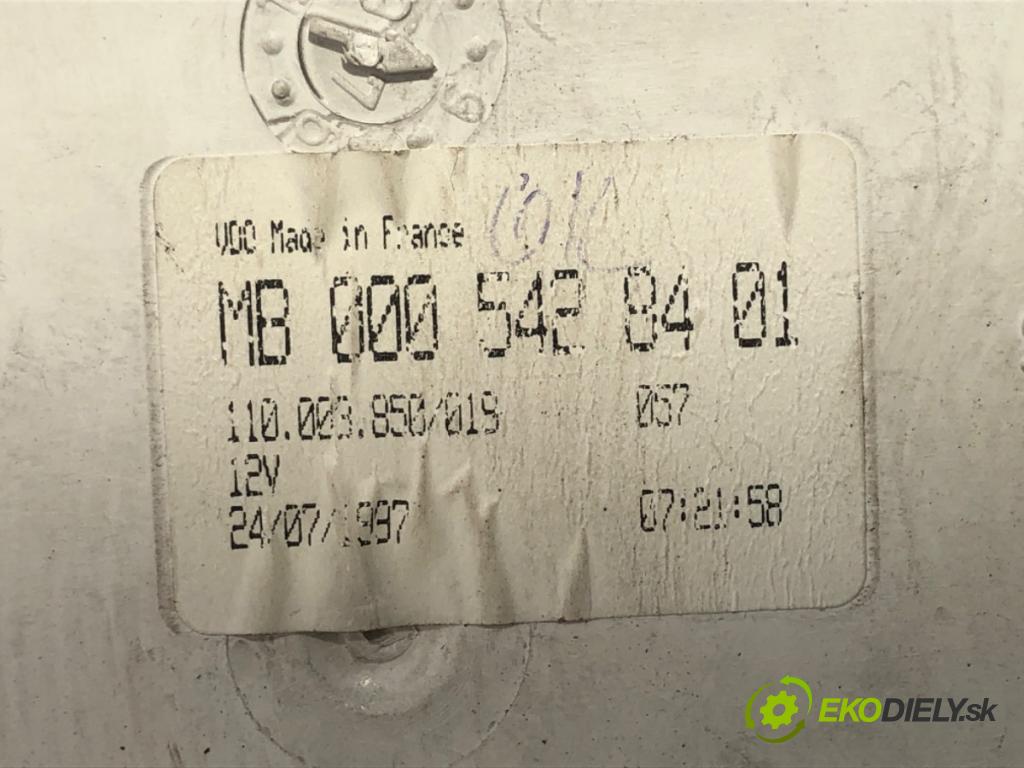 VDO Made in France
MB 000 542 84 01
110.003.850/019 057
12V
24/07/1997 07:21:58
EKODIELY.sk